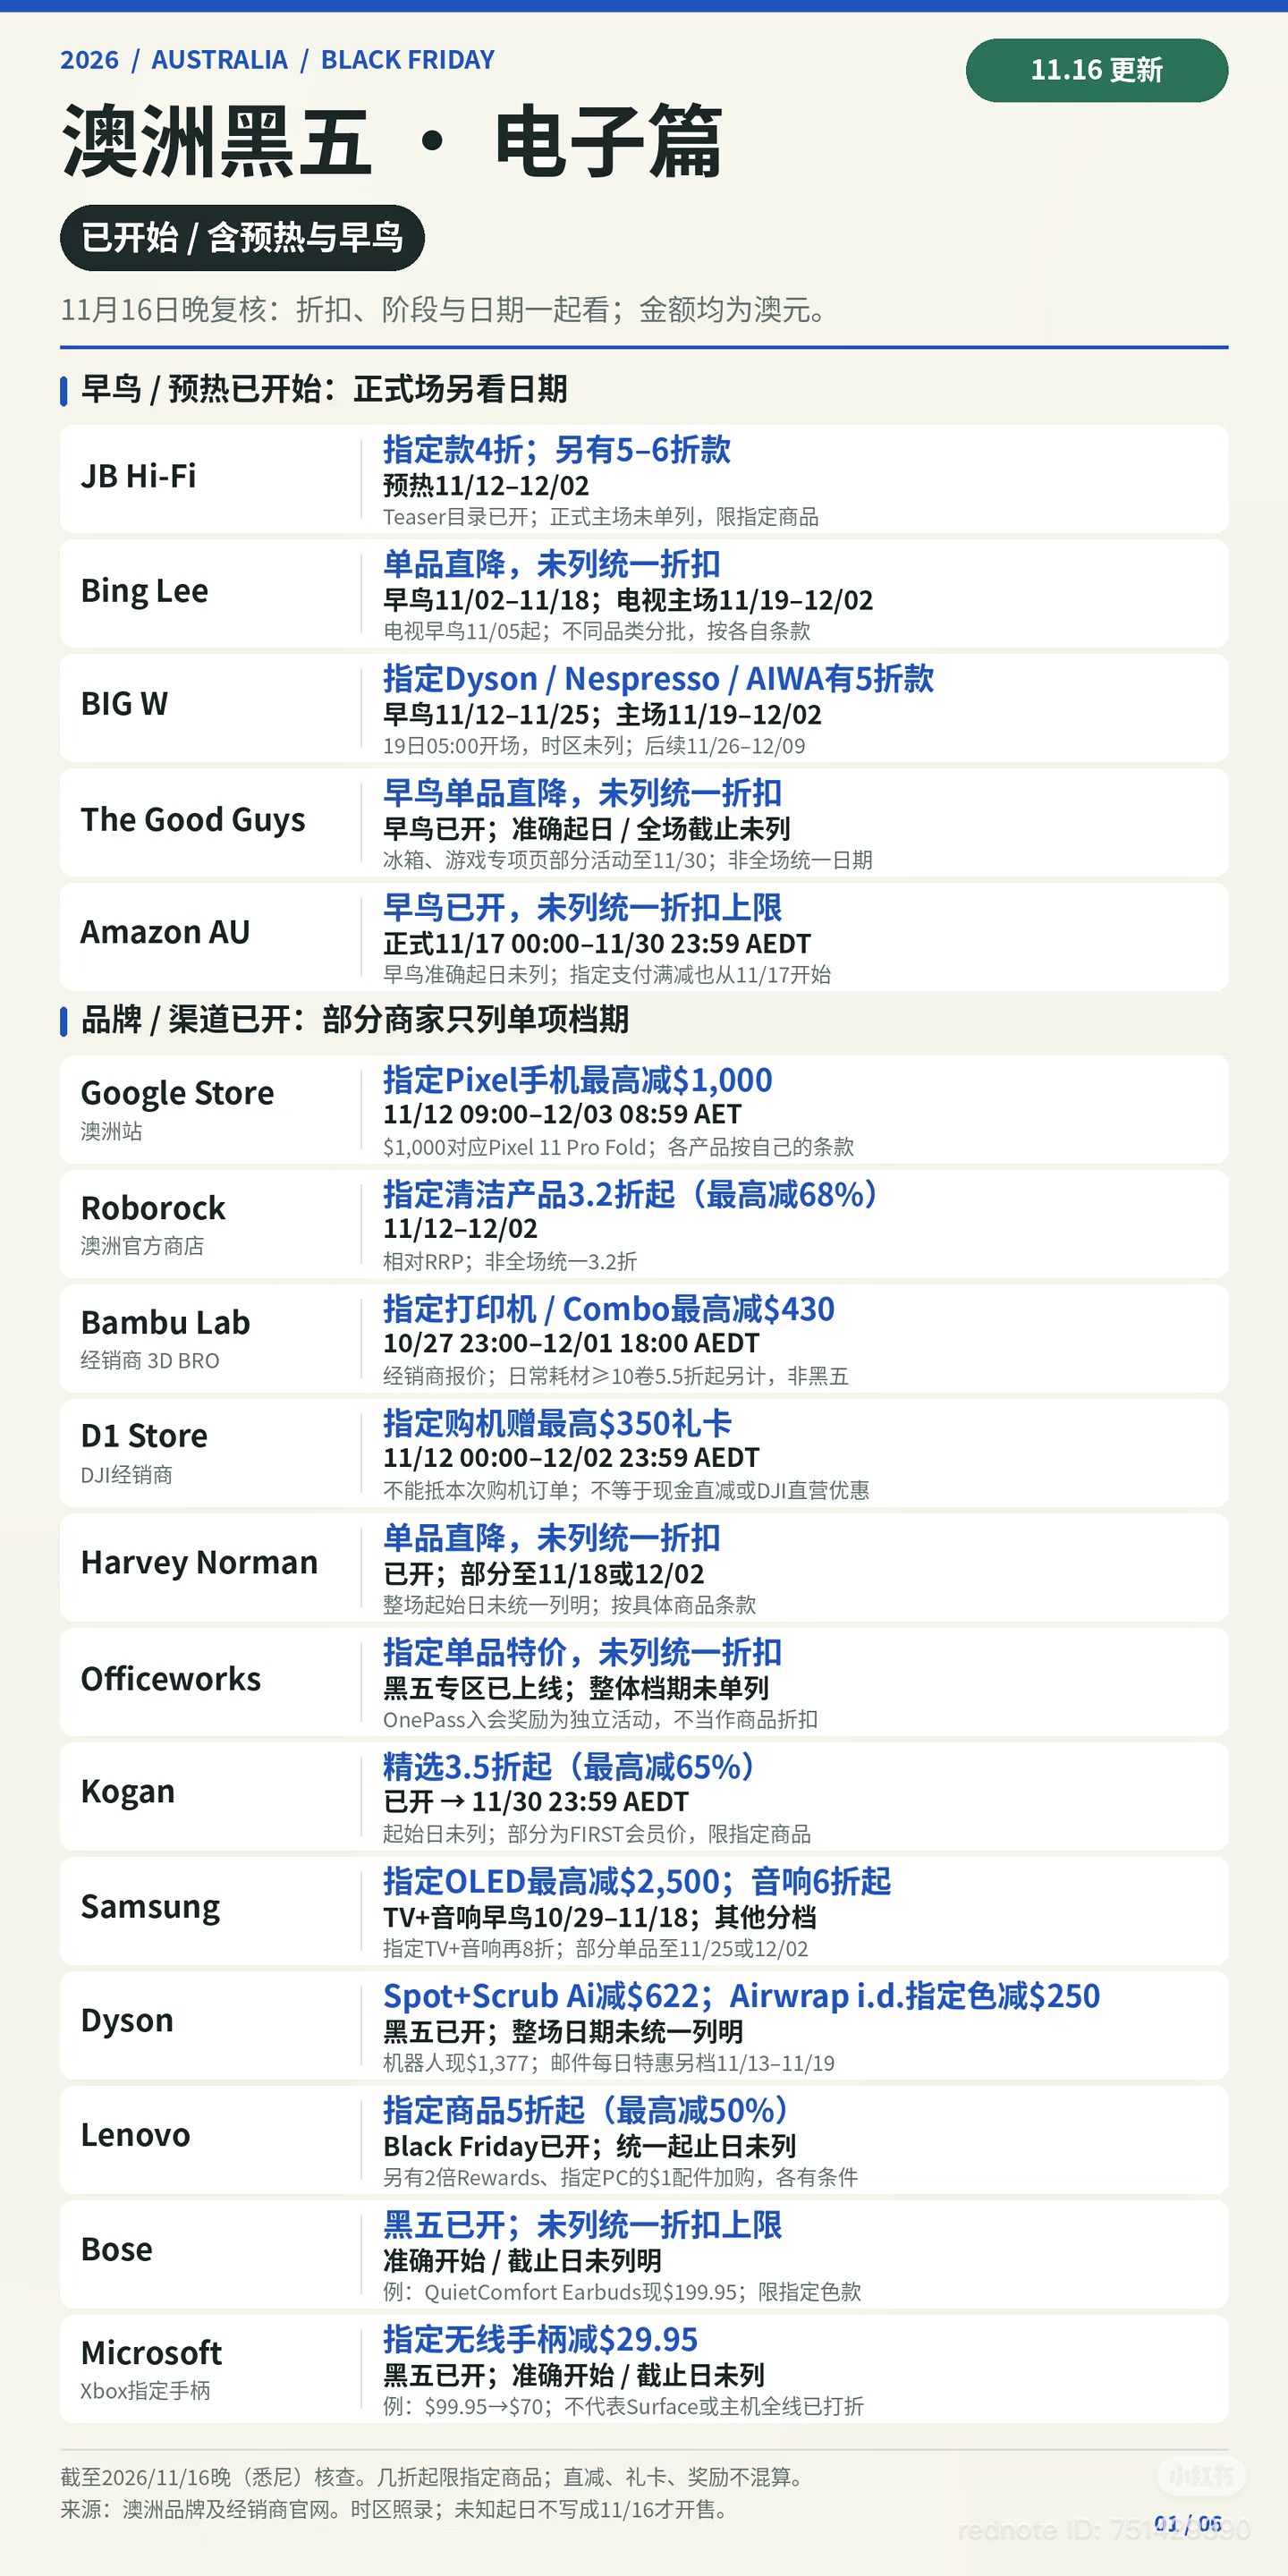 2026 / AUSTRALIA / BLACK FRIDAY
11.16 更新
澳洲黑五 · 电子篇
已开始 / 含预热与早鸟
11月16日晚复核：折扣、阶段与日期一起看；金额均为澳元。
早鸟 / 预热已开始：正式场另看日期
JB Hi-Fi
指定款4折；另有5–6折款
预热11/12–12/02
Teaser目录已开；正式主场未单列，限指定商品
Bing Lee
单品直降，未列统一折扣
早鸟11/02–11/18；电视主场11/19–12/02
电视早鸟11/05起；不同品类分批，按各自条款
BIG W
指定Dyson / Nespresso / AIWA有5折款
早鸟11/12–11/25；主场11/19–12/02
19日05:00开场，时区未列；后续11/26–12/09
The Good Guys
早鸟单品直降，未列统一折扣
早鸟已开；准确起日 / 全场截止未列
冰箱、游戏专项页部分活动至11/30；非全场统一日期
Amazon AU
早鸟已开，未列统一折扣上限
正式11/17 00:00–11/30 23:59 AEDT
早鸟准确起日未列；指定支付满减也从11/17开始
品牌 / 渠道已开：部分商家只列单项档期
Google Store
澳洲站
指定Pixel手机最高减$1,000
11/12 09:00–12/03 08:59 AET
$1,000对应Pixel 11 Pro Fold；各产品按自己的条款
Roborock
澳洲官方商店
指定清洁产品3.2折起（最高减68%）
11/12–12/02
相对RRP；非全场统一3.2折
Bambu Lab
经销商 3D BRO
指定打印机 / Combo最高减$430
10/27 23:00–12/01 18:00 AEDT
经销商报价；日常耗材≥10卷5.5折起另计，非黑五
D1 Store
DJI经销商
指定购机赠最高$350礼卡
11/12 00:00–12/02 23:59 AEDT
不能抵本次购机订单；不等于现金直减或DJI直营优惠
Harvey Norman
单品直降，未列统一折扣
已开；部分至11/18或12/02
整场起始日未统一列明；按具体商品条款
Officeworks
指定单品特价，未列统一折扣
黑五专区已上线；整体档期未单列
OnePass入会奖励为独立活动，不当作商品折扣
Kogan
精选3.5折起（最高减65%）
已开 → 11/30 23:59 AEDT
起始日未列；部分为FIRST会员价，限指定商品
Samsung
指定OLED最高减$2,500；音响6折起
TV+音响早鸟10/29–11/18；其他分档
指定TV+音响再8折；部分单品至11/25或12/02
Dyson
Spot+Scrub Ai减$622；Airwrap i.d.指定色减$250
黑五已开；整场日期未统一列明
机器人现$1,377；邮件每日特惠另档11/13–11/19
Lenovo
指定商品5折起（最高减50%）
Black Friday已开；统一起止日未列
另有2倍Rewards、指定PC的$1配件加购，各有条件
Bose
黑五已开；未列统一折扣上限
准确开始 / 截止日未列明
例：QuietComfort Earbuds现$199.95；限指定色款
Microsoft
Xbox指定手柄
指定无线手柄减$29.95
黑五已开；准确开始 / 截止日未列
例：$99.95→$70；不代表Surface或主机全线已打折
截至2026/11/16晚（悉尼）核查。几折起限指定商品；直减、礼卡、奖励不混算。
来源：澳洲品牌及经销商官网。时区照录；未知起日不写成11/16才开售。
小红书
01 / 06
rednote ID: